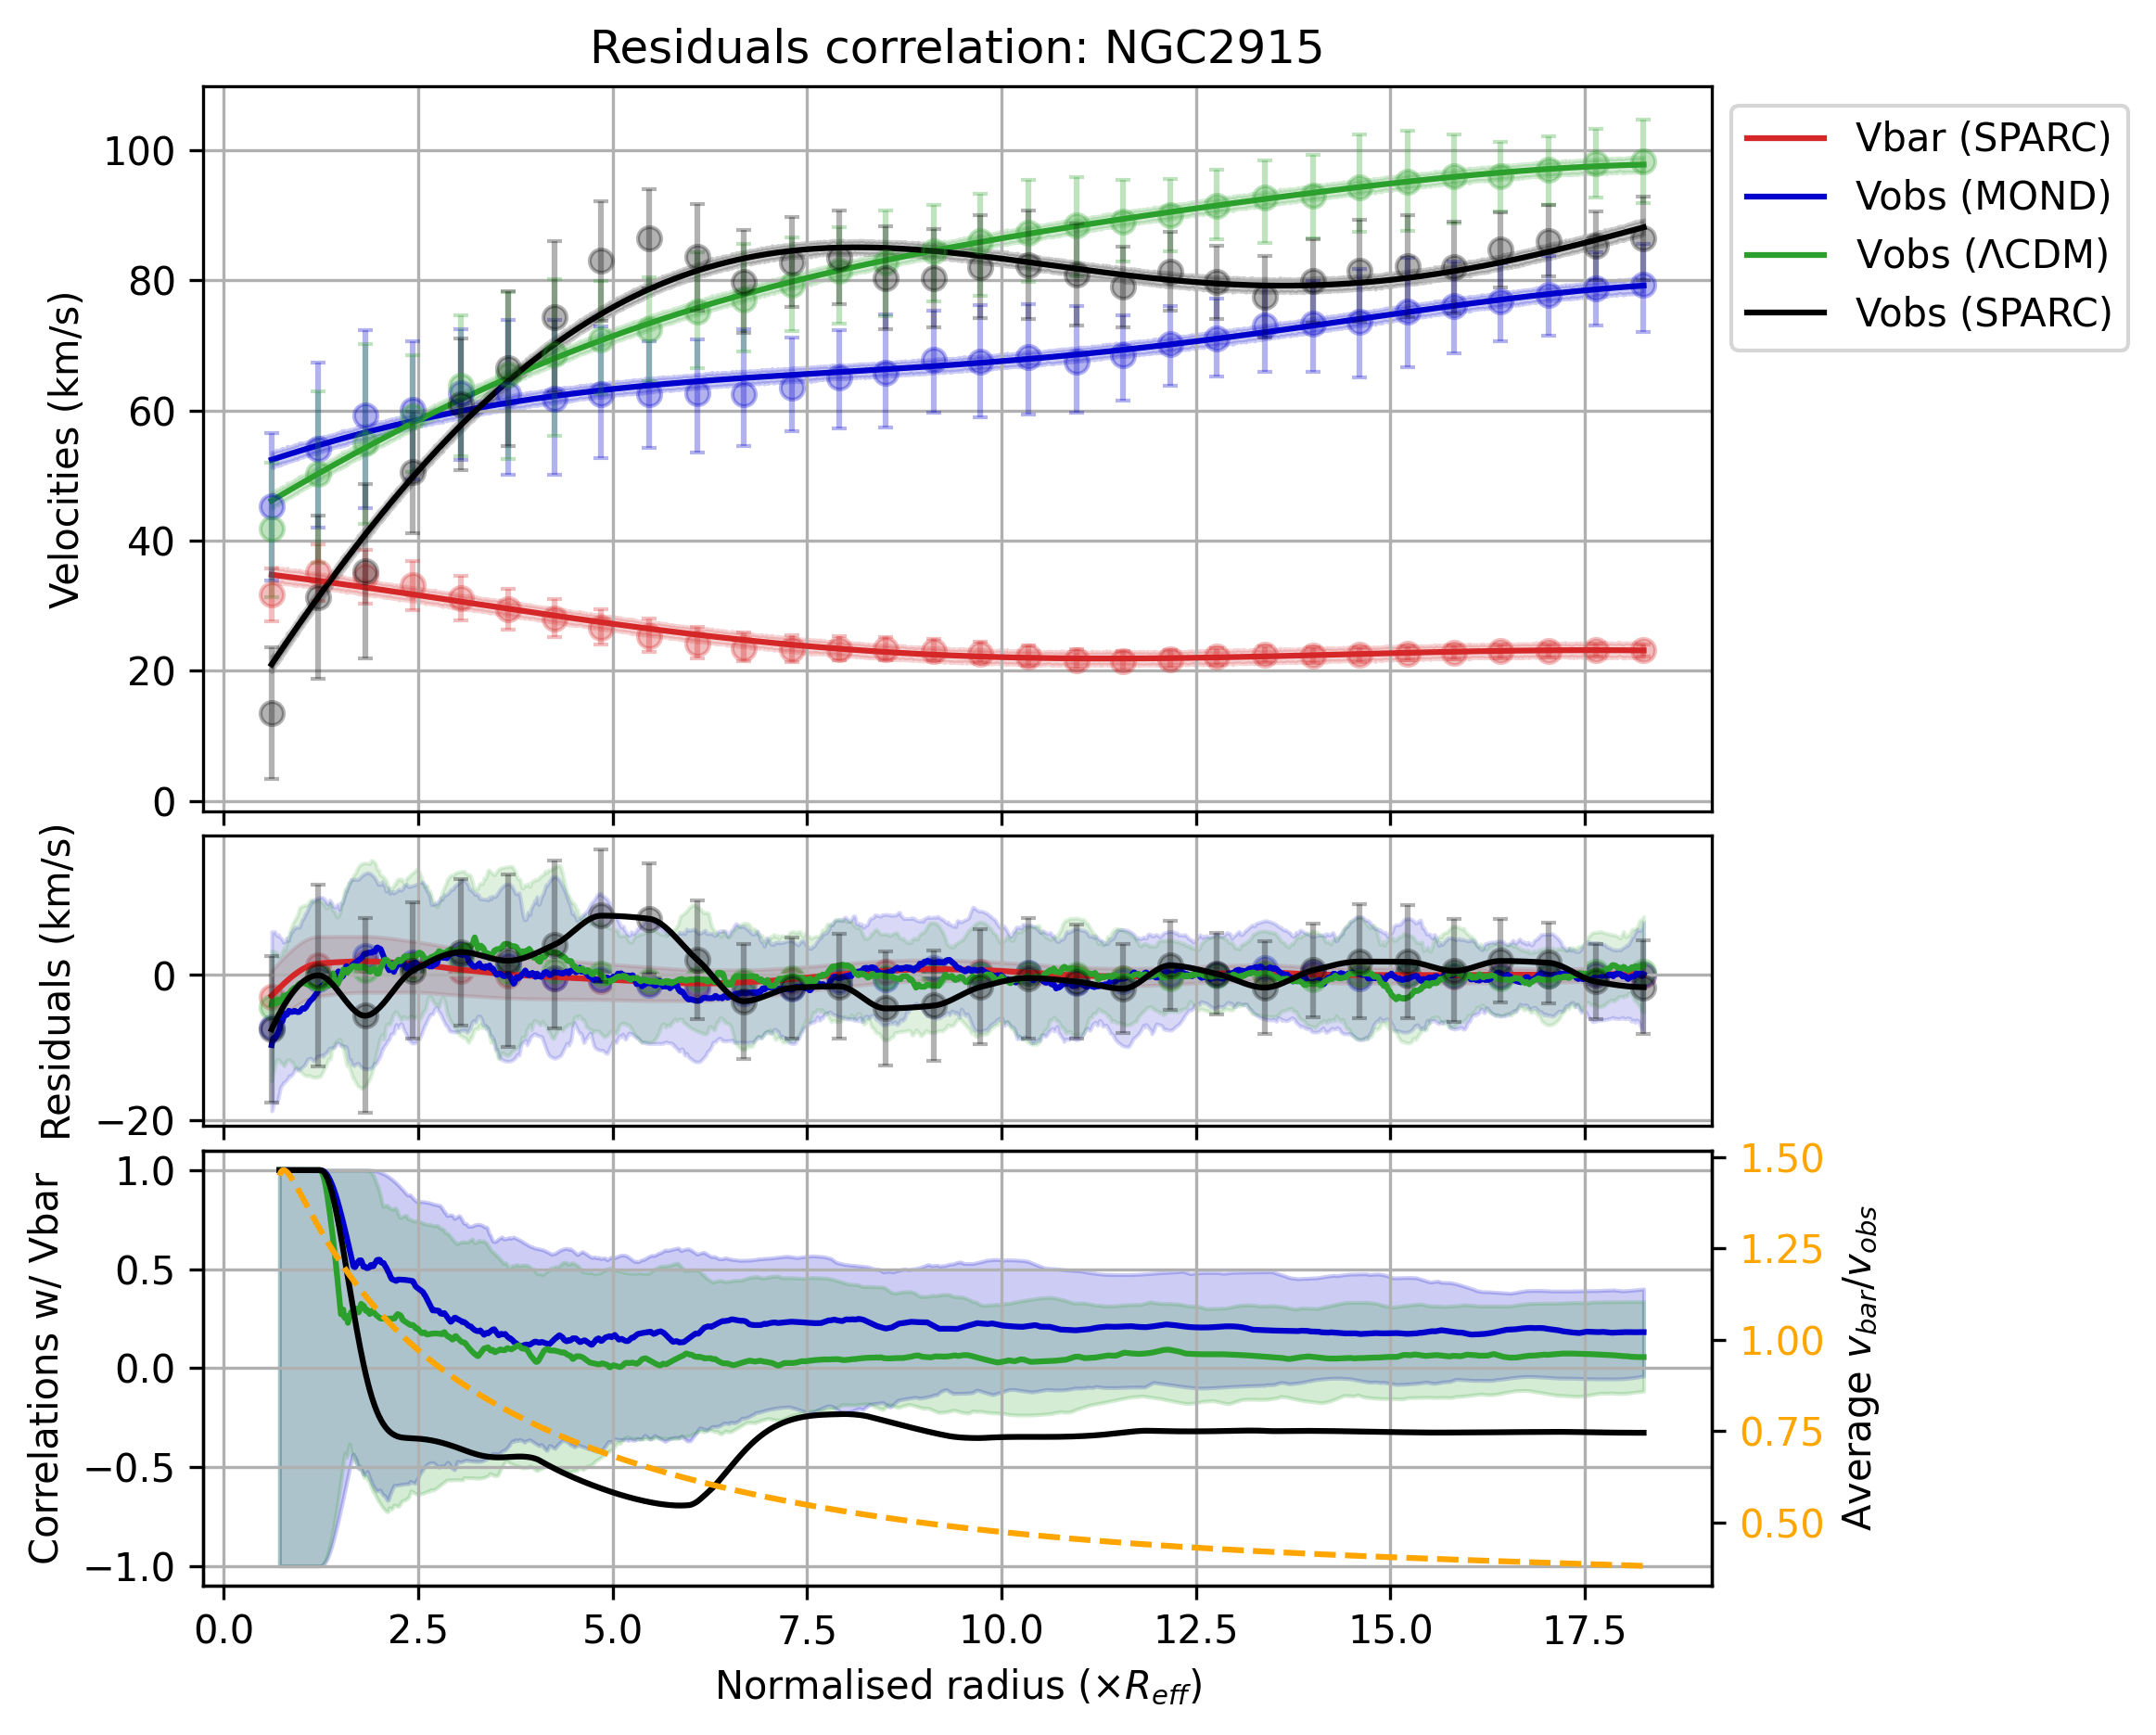 Residuals correlation: NGC2915
Velocities (km/s)
100
80
60
40
20
0
Vbar (SPARC)
Vobs (MOND)
Vobs (ΛCDM)
Vobs (SPARC)
Residuals (km/s)
0
−20
Correlations w/ Vbar
1.0
0.5
0.0
−0.5
−1.0
1.50
1.25
1.00
0.75
0.50
Average v_bar/v_obs
0.0 2.5 5.0 7.5 10.0 12.5 15.0 17.5
Normalised radius (×R_eff)